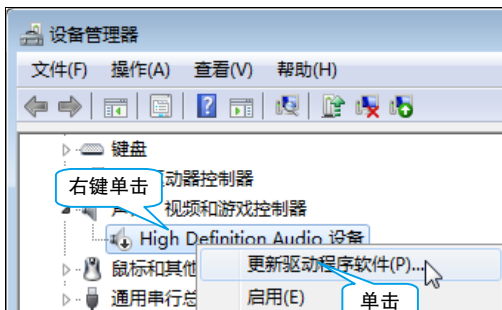 设备管理器
文件(F) 操作(A) 查看(V) 帮助(H)
键盘
动器控制器
右键单击
视频和游戏控制器
High Definition Audio 设备
鼠标和其他
更新驱动程序软件(P)...
通用串行总
启用(E)
单击